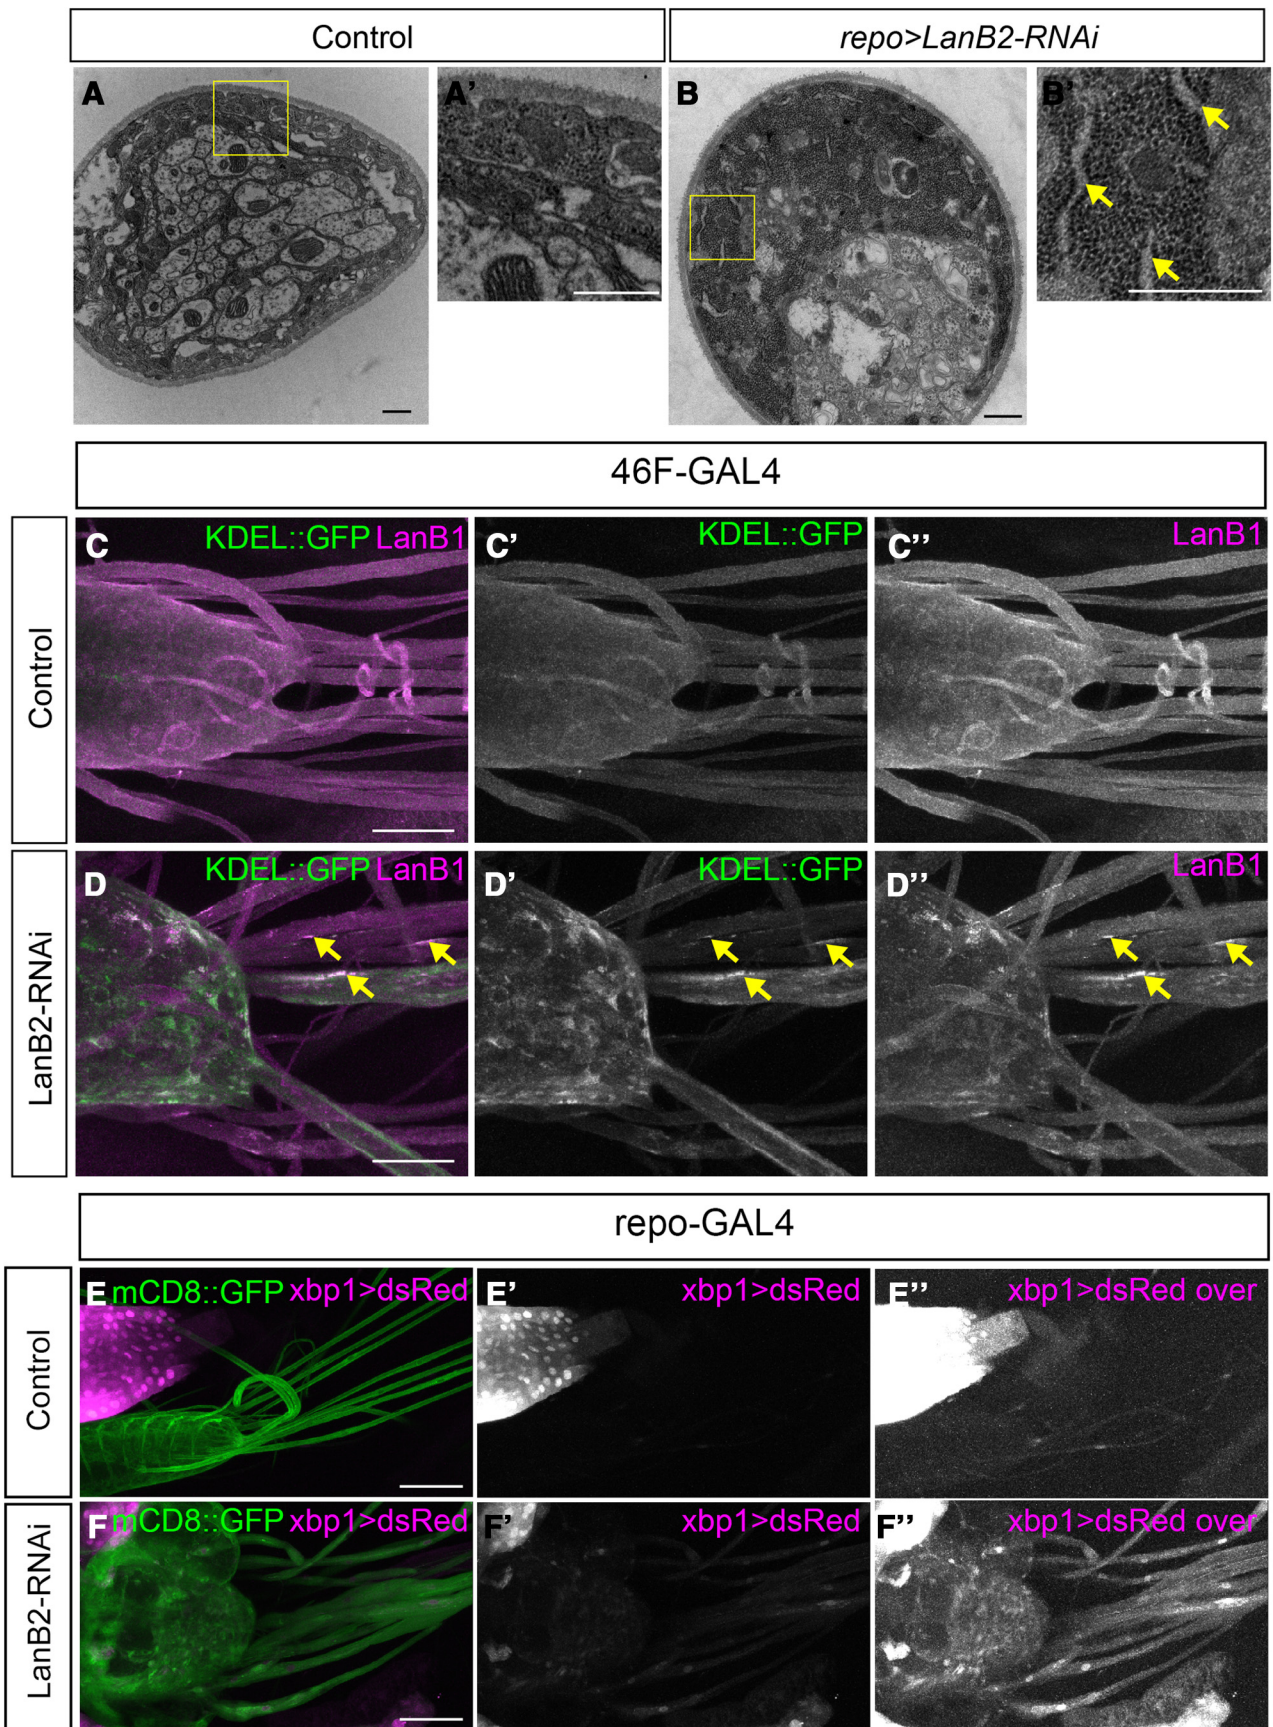 Control
repo>LanB2-RNAi
A
A'
B
B'
46F-GAL4
Control
C KDEL::GFP LanB1
C' KDEL::GFP
C'' LanB1
LanB2-RNAi
D KDEL::GFP LanB1
D' KDEL::GFP
D'' LanB1
repo-GAL4
Control
E mCD8::GFP xbp1>dsRed
E' xbp1>dsRed
E'' xbp1>dsRed over
LanB2-RNAi
F mCD8::GFP xbp1>dsRed
F' xbp1>dsRed
F'' xbp1>dsRed over